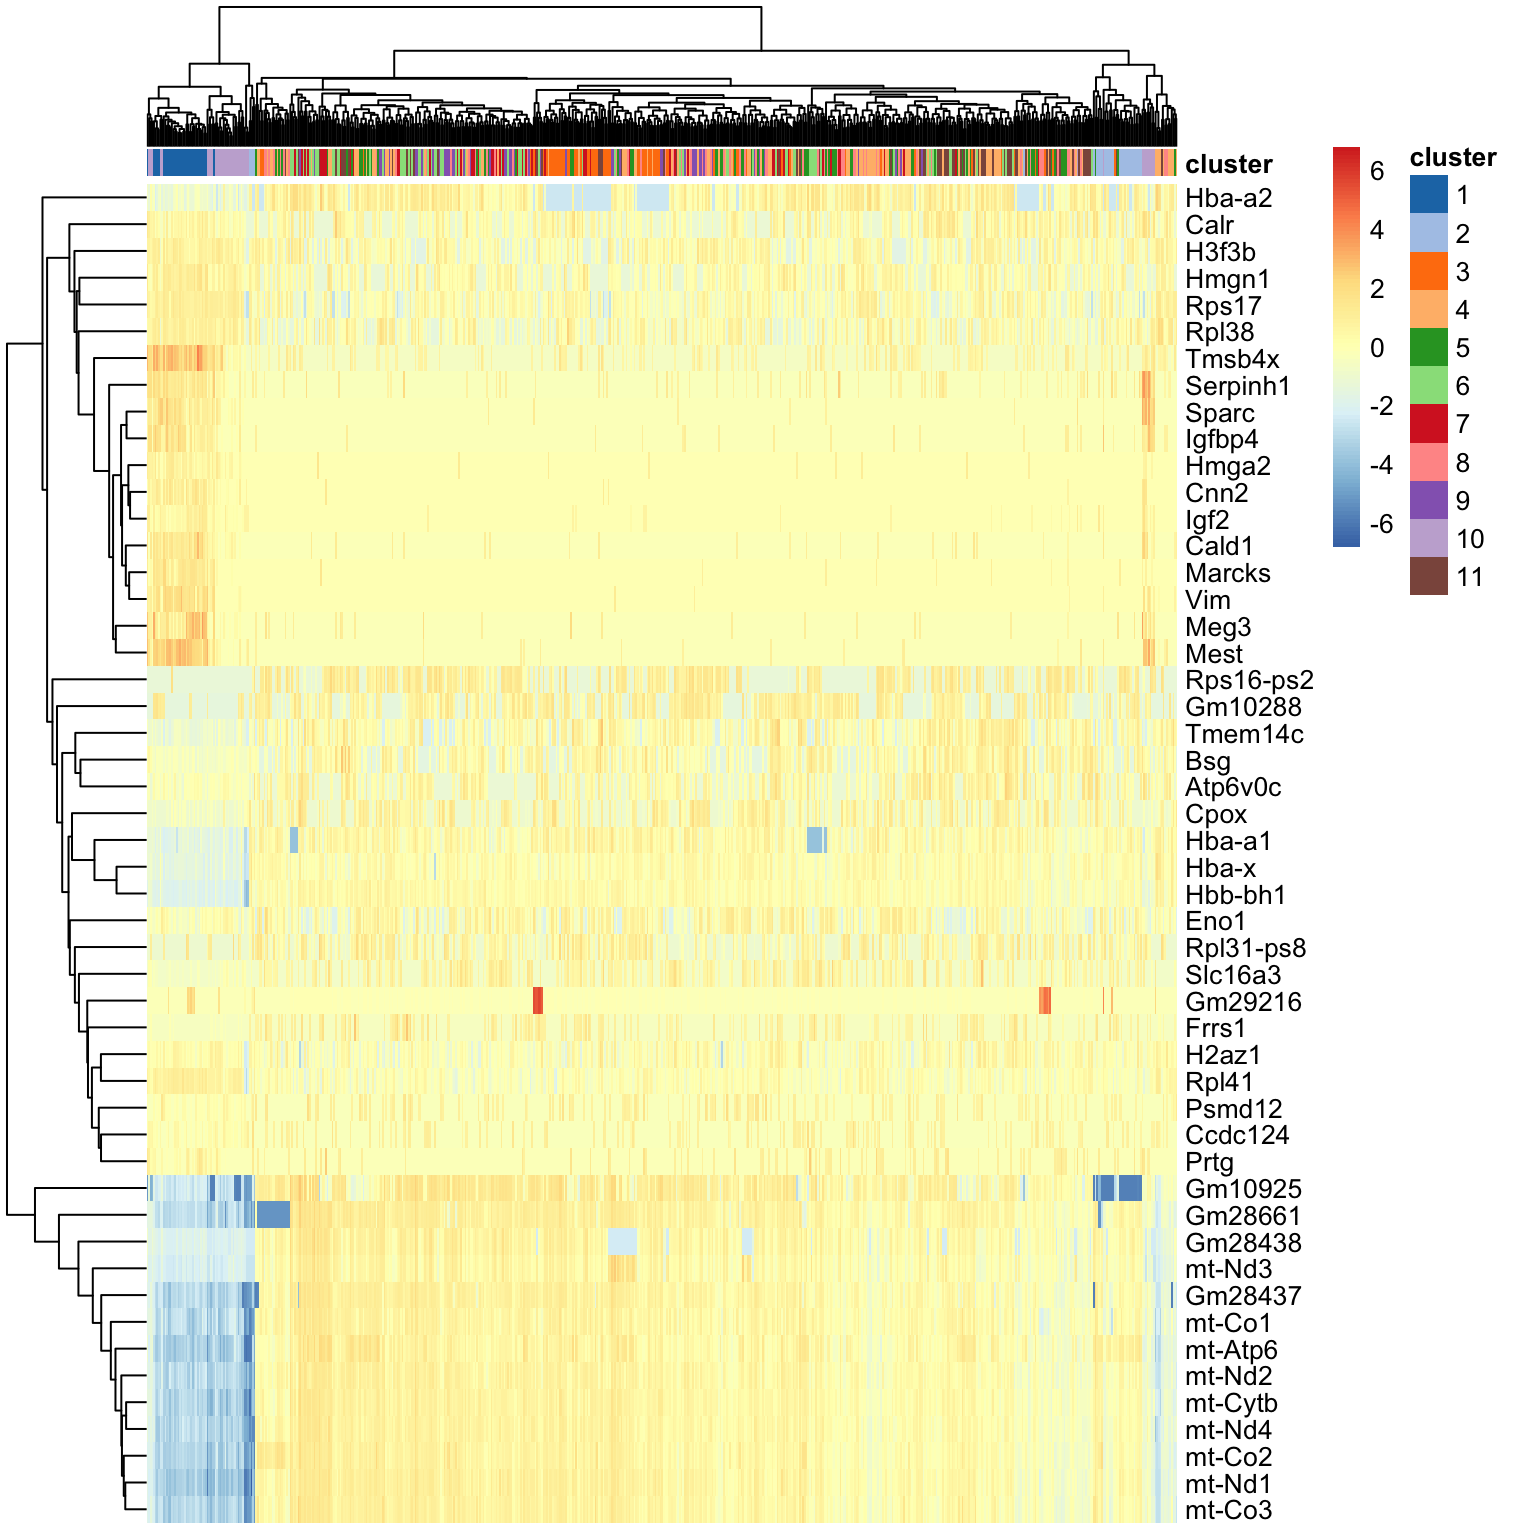 cluster
Hba-a2
Calr
H3f3b
Hmgn1
Rps17
Rpl38
Tmsb4x
Serpinh1
Sparc
Igfbp4
Hmga2
Cnn2
Igf2
Cald1
Marcks
Vim
Meg3
Mest
Rps16-ps2
Gm10288
Tmem14c
Bsg
Atp6v0c
Cpox
Hba-a1
Hba-x
Hbb-bh1
Eno1
Rpl31-ps8
Slc16a3
Gm29216
Frrs1
H2az1
Rpl41
Psmd12
Ccdc124
Prtg
Gm10925
Gm28661
Gm28438
mt-Nd3
Gm28437
mt-Co1
mt-Atp6
mt-Nd2
mt-Cytb
mt-Nd4
mt-Co2
mt-Nd1
mt-Co3
6
4
2
0
-2
-4
-6
cluster
1
2
3
4
5
6
7
8
9
10
11